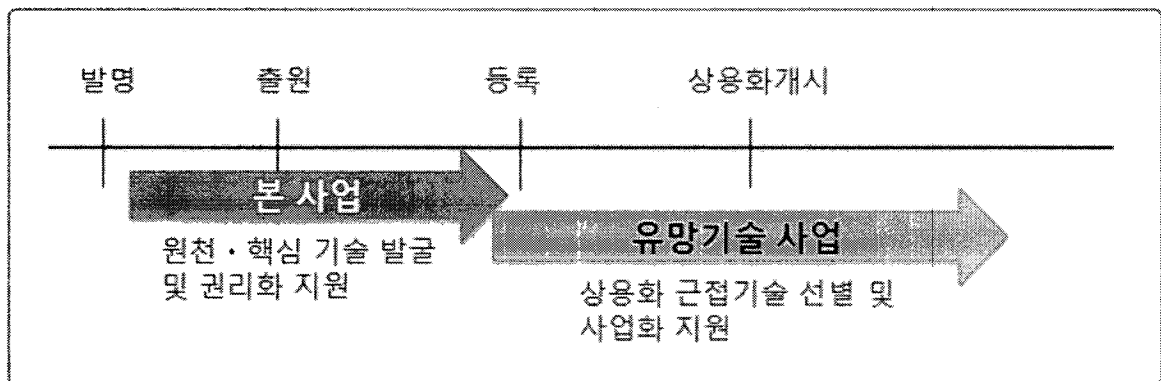 발명 출원 등록 상용화개시
본 사업
원천·핵심 기술 발굴
및 권리화 지원
유망기술 사업
상용화 근접기술 선별 및
사업화 지원